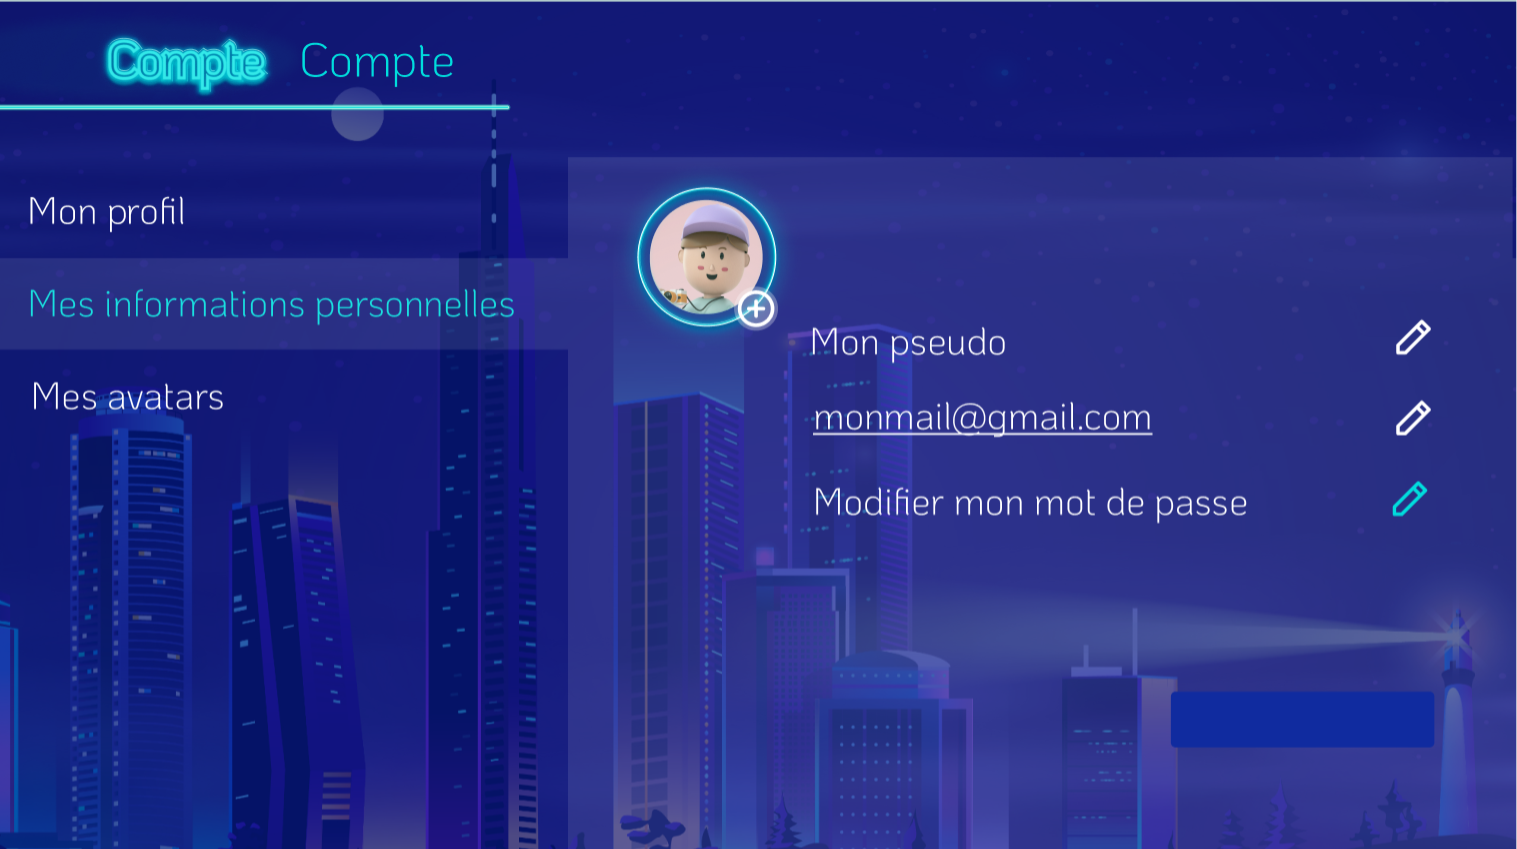 Compte Compte
Mon profil
Mes informations personnelles
Mes avatars
Mon pseudo
monmail@gmail.com
Modifier mon mot de passe